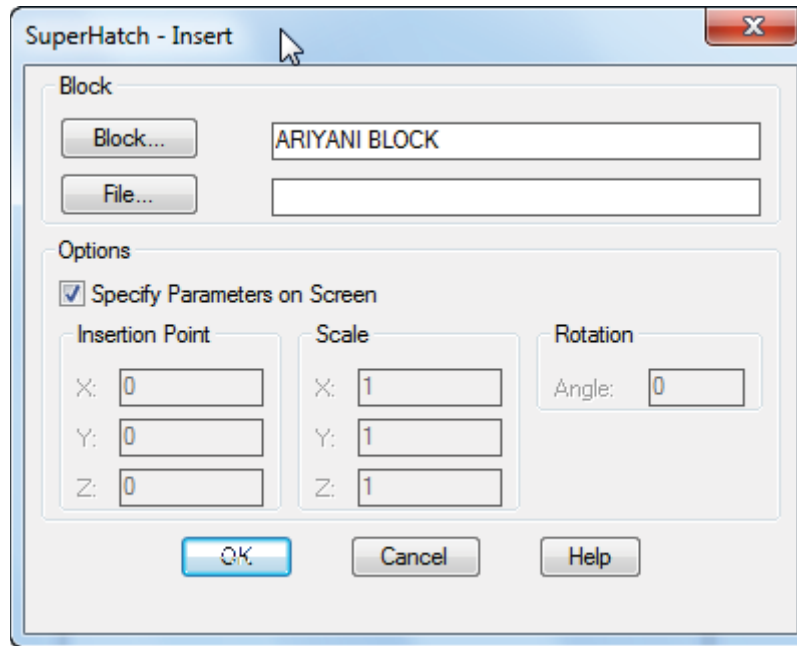 SuperHatch - Insert
Block
Block... ARIYANI BLOCK
File...
Options
Specify Parameters on Screen
Insertion Point Scale Rotation
X: 0 X: 1 Angle: 0
Y: 0 Y: 1
Z: 0 Z: 1
OK Cancel Help